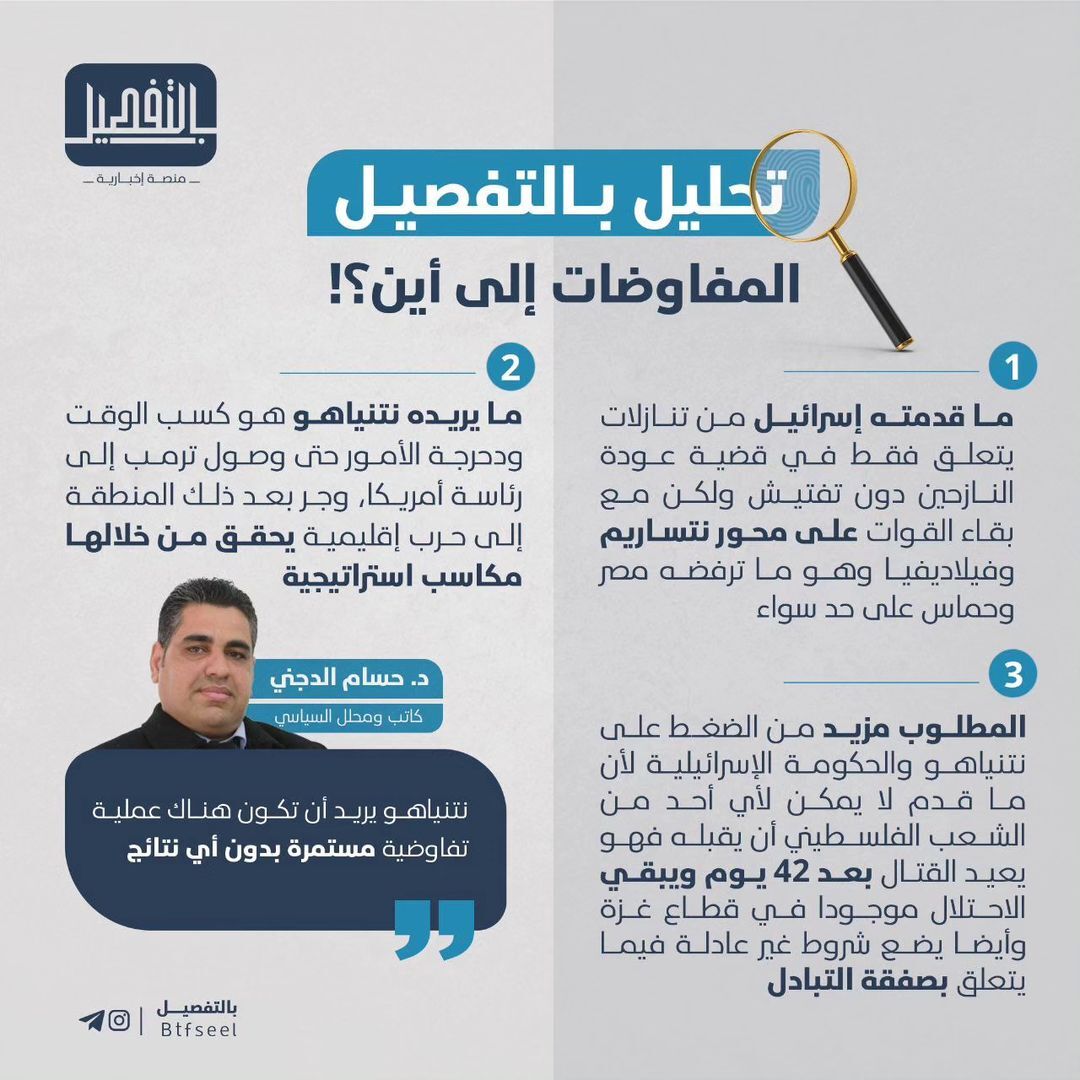 بالتفصيل
منصة إخبارية
تحليل بالتفصيل
المفاوضات إلى أين؟!
1
ما قدمته إسرائيل من تنازلات
يتعلق فقط في قضية عودة
النازحين دون تفتيش ولكن مع
بقاء القوات على محور نتساريم
وفيلاديفيا وهو ما ترفضه مصر
وحماس على حد سواء
2
ما يريده نتنياهو هو كسب الوقت
ودحرجة الأمور حتى وصول ترمب إلى
رئاسة أمريكا، وجر بعد ذلك المنطقة
إلى حرب إقليمية يحقق من خلالها
مكاسب استراتيجية
3
المطلوب مزيد من الضغط على
نتنياهو والحكومة الإسرائيلية لأن
ما قدم لا يمكن لأي أحد من
الشعب الفلسطيني أن يقبله فهو
يعيد القتال بعد 42 يوم ويبقي
الاحتلال موجودا في قطاع غزة
وأيضا يضع شروط غير عادلة فيما
يتعلق بصفقة التبادل
د. حسام الدجني
كاتب ومحلل السياسي
نتنياهو يريد أن تكون هناك عملية
تفاوضية مستمرة بدون أي نتائج
بالتفصيل
Btfseel